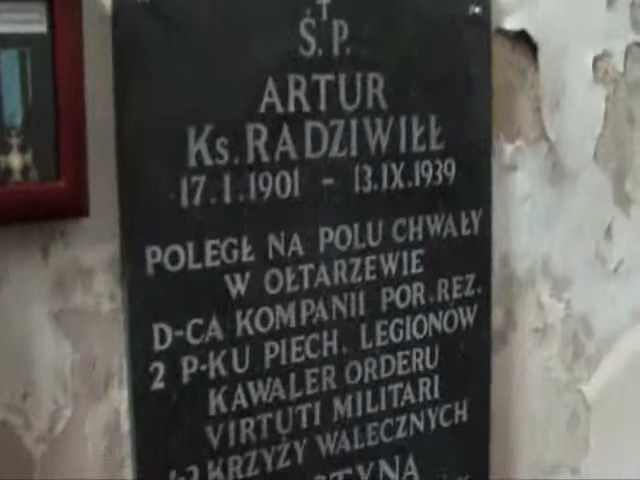 Ś. P.
ARTUR
Ks. RADZIWIŁŁ
17.I.1901 - 13.IX.1939
POLEGŁ NA POLU CHWAŁY
W OŁTARZEWIE
D-CA KOMPANII POR. REZ.
2 P-KU PIECH. LEGIONÓW
KAWALER ORDERU
VIRTUTI MILITARI
KRZYŻY WALECZNYCH